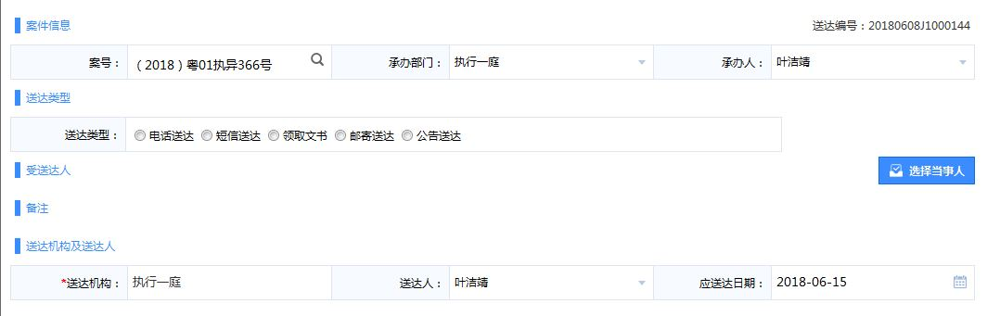 案件信息 送达编号：20180608J1000144
案号： （2018）粤01执异366号 承办部门： 执行一庭 承办人： 叶洁靖
送达类型
送达类型： 电话送达 短信送达 领取文书 邮寄送达 公告送达
受送达人 选择当事人
备注
送达机构及送达人
*送达机构： 执行一庭 送达人： 叶洁靖 应送达日期： 2018-06-15